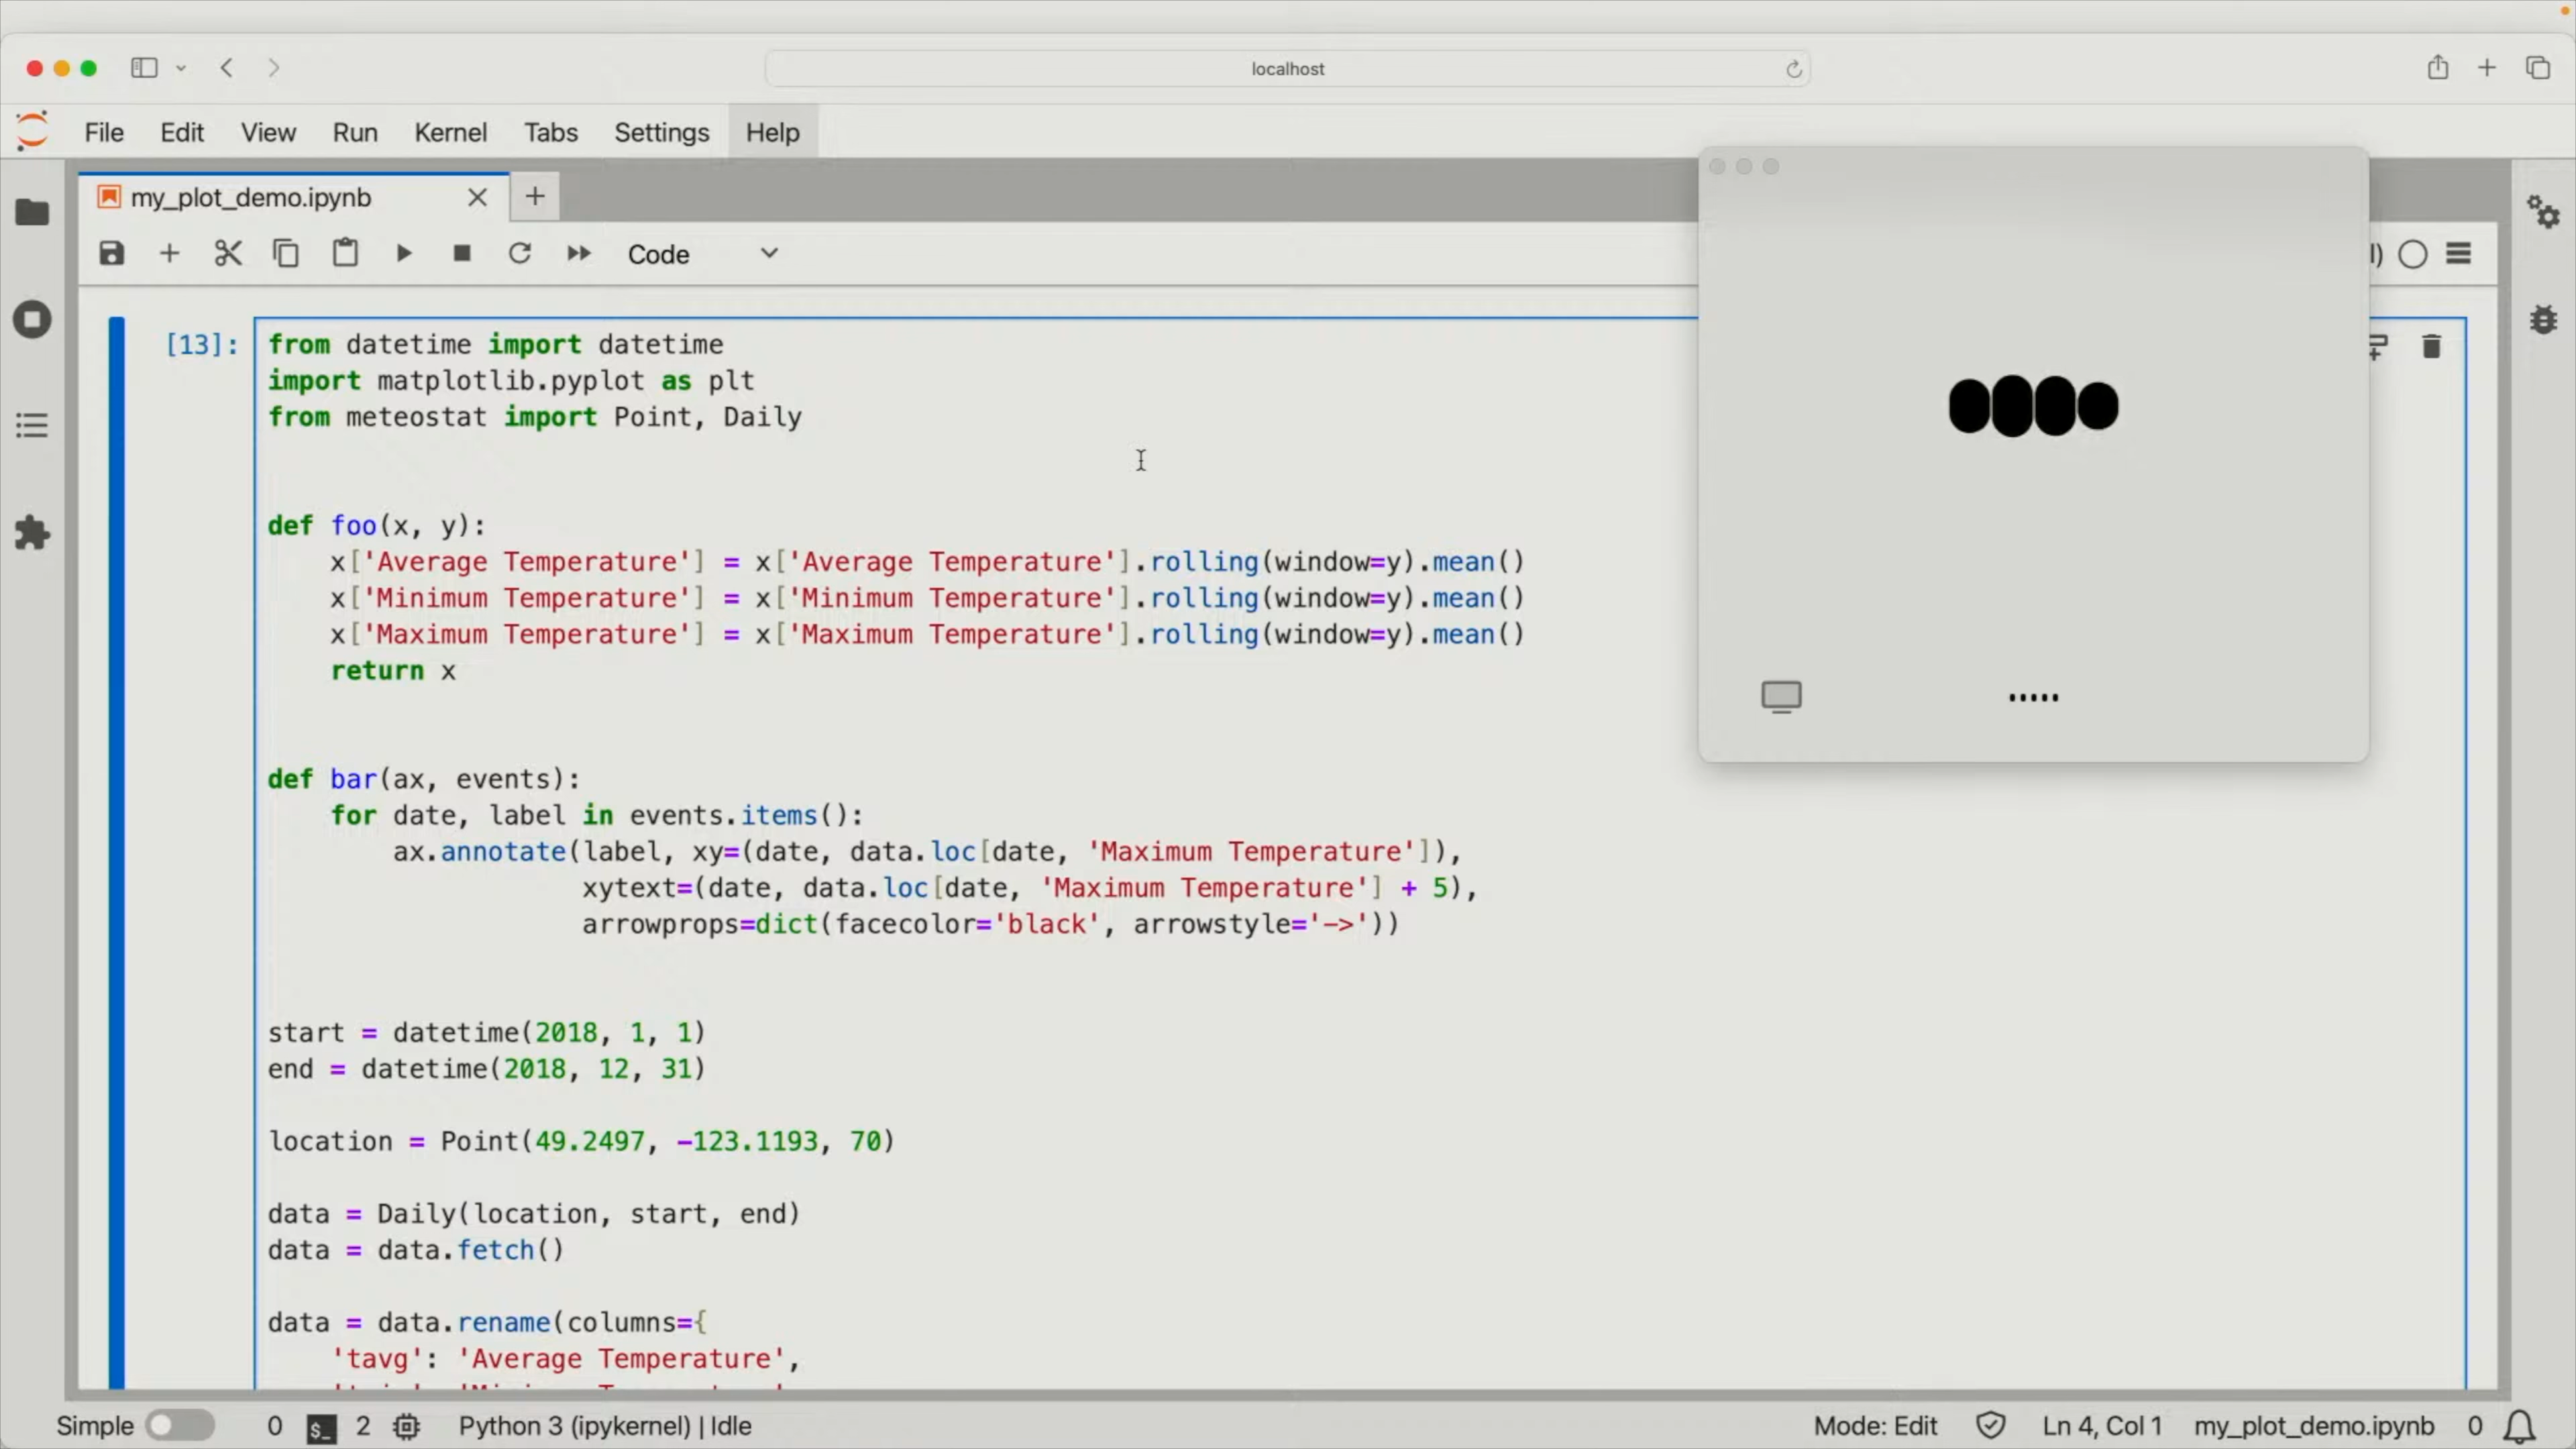 localhost
File Edit View Run Kernel Tabs Settings Help
my_plot_demo.ipynb
Code
[13]:
from datetime import datetime
import matplotlib.pyplot as plt
from meteostat import Point, Daily
def foo(x, y):
x['Average Temperature'] = x['Average Temperature'].rolling(window=y).mean()
x['Minimum Temperature'] = x['Minimum Temperature'].rolling(window=y).mean()
x['Maximum Temperature'] = x['Maximum Temperature'].rolling(window=y).mean()
return x
def bar(ax, events):
for date, label in events.items():
ax.annotate(label, xy=(date, data.loc[date, 'Maximum Temperature']),
xytext=(date, data.loc[date, 'Maximum Temperature'] + 5),
arrowprops=dict(facecolor='black', arrowstyle='->'))
start = datetime(2018, 1, 1)
end = datetime(2018, 12, 31)
location = Point(49.2497, -123.1193, 70)
data = Daily(location, start, end)
data = data.fetch()
data = data.rename(columns={
'tavg': 'Average Temperature',
Simple 0 $_ 2 Python 3 (ipykernel) | Idle Mode: Edit Ln 4, Col 1 my_plot_demo.ipynb 0